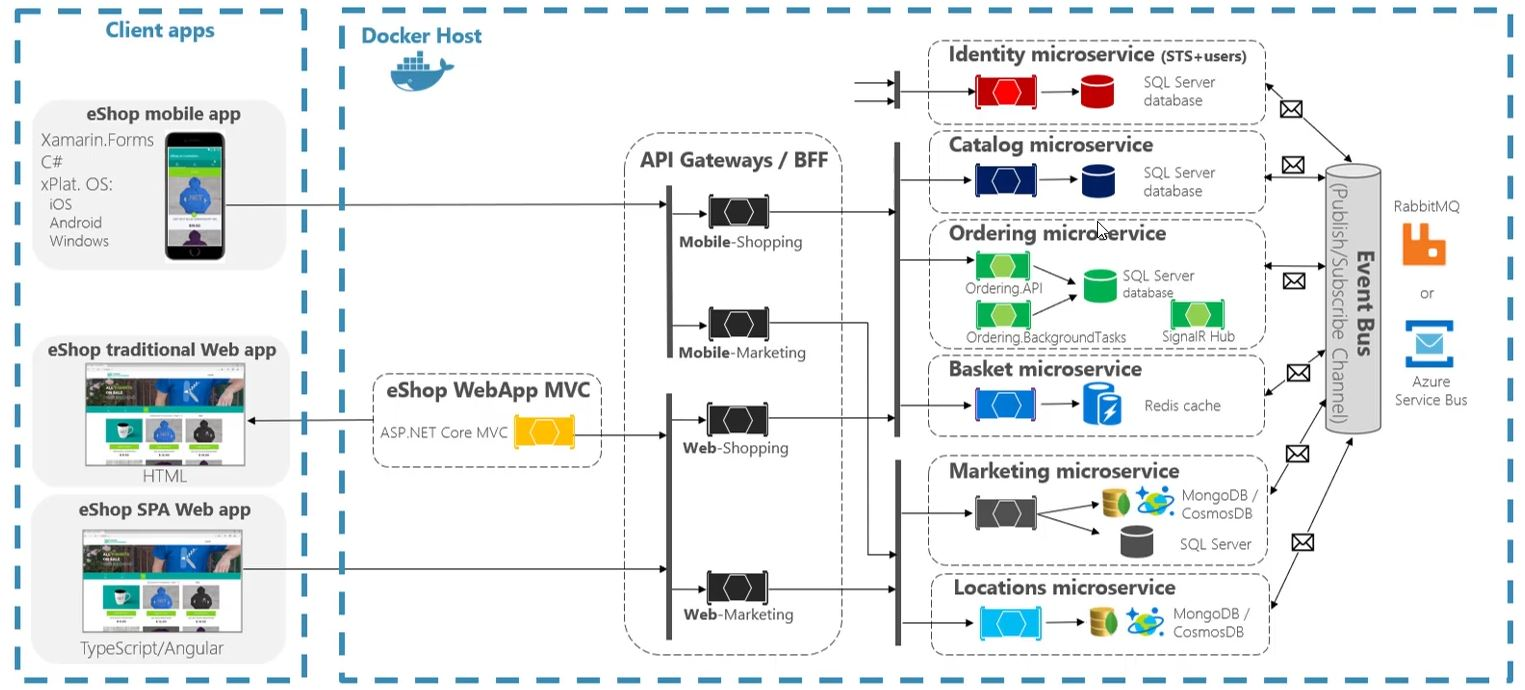 Client apps
eShop mobile app
Xamarin.Forms
C#
xPlat. OS:
iOS
Android
Windows
eShop traditional Web app
HTML
eShop SPA Web app
TypeScript/Angular
Docker Host
eShop WebApp MVC
ASP.NET Core MVC
API Gateways / BFF
Mobile-Shopping
Mobile-Marketing
Web-Shopping
Web-Marketing
Identity microservice (STS+users)
SQL Server
database
Catalog microservice
SQL Server
database
Ordering microservice
Ordering.API
SQL Server
database
Ordering.BackgroundTasks
SignalR Hub
Basket microservice
Redis cache
Marketing microservice
MongoDB /
CosmosDB
SQL Server
Locations microservice
MongoDB /
CosmosDB
Event Bus
(Publish/Subscribe Channel)
RabbitMQ
or
Azure
Service Bus